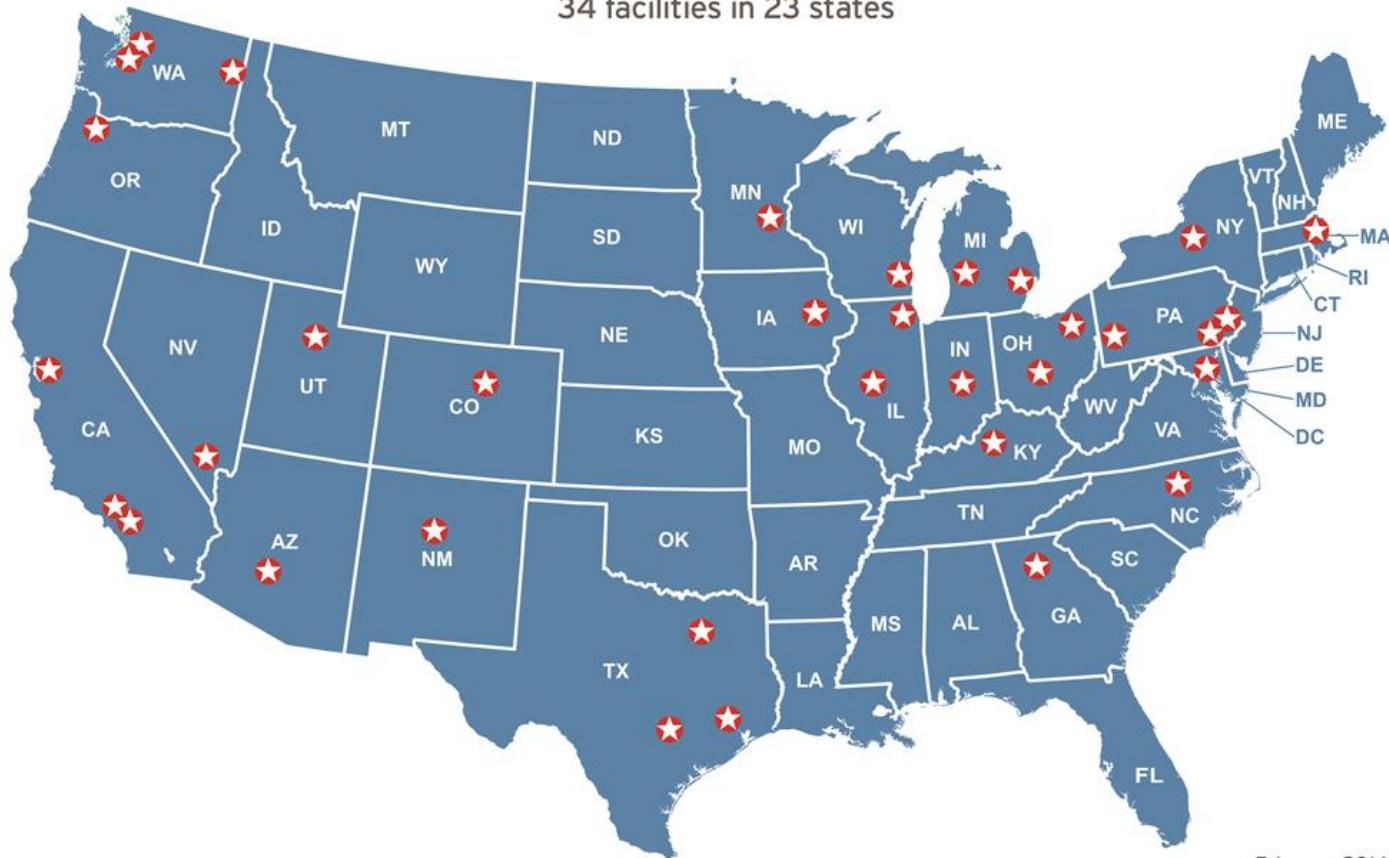 34 facilities in 23 states
WA
MT
ND
MN
ME
OR
ID
SD
WI
MI
VT
NH
NY
MA
RI
CT
WY
IA
NE
PA
NJ
NV
UT
CO
IL
IN
OH
DE
MD
DC
CA
KS
MO
WV
VA
KY
AZ
NM
OK
AR
TN
NC
SC
TX
LA
MS
AL
GA
FL